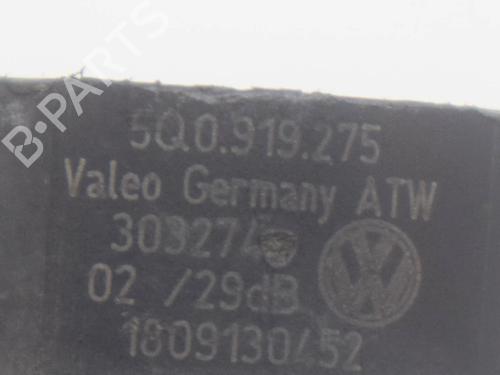 B-PARTS
5Q0.919.275
Valeo Germany ATW
303274
02 /29dB
1809130452